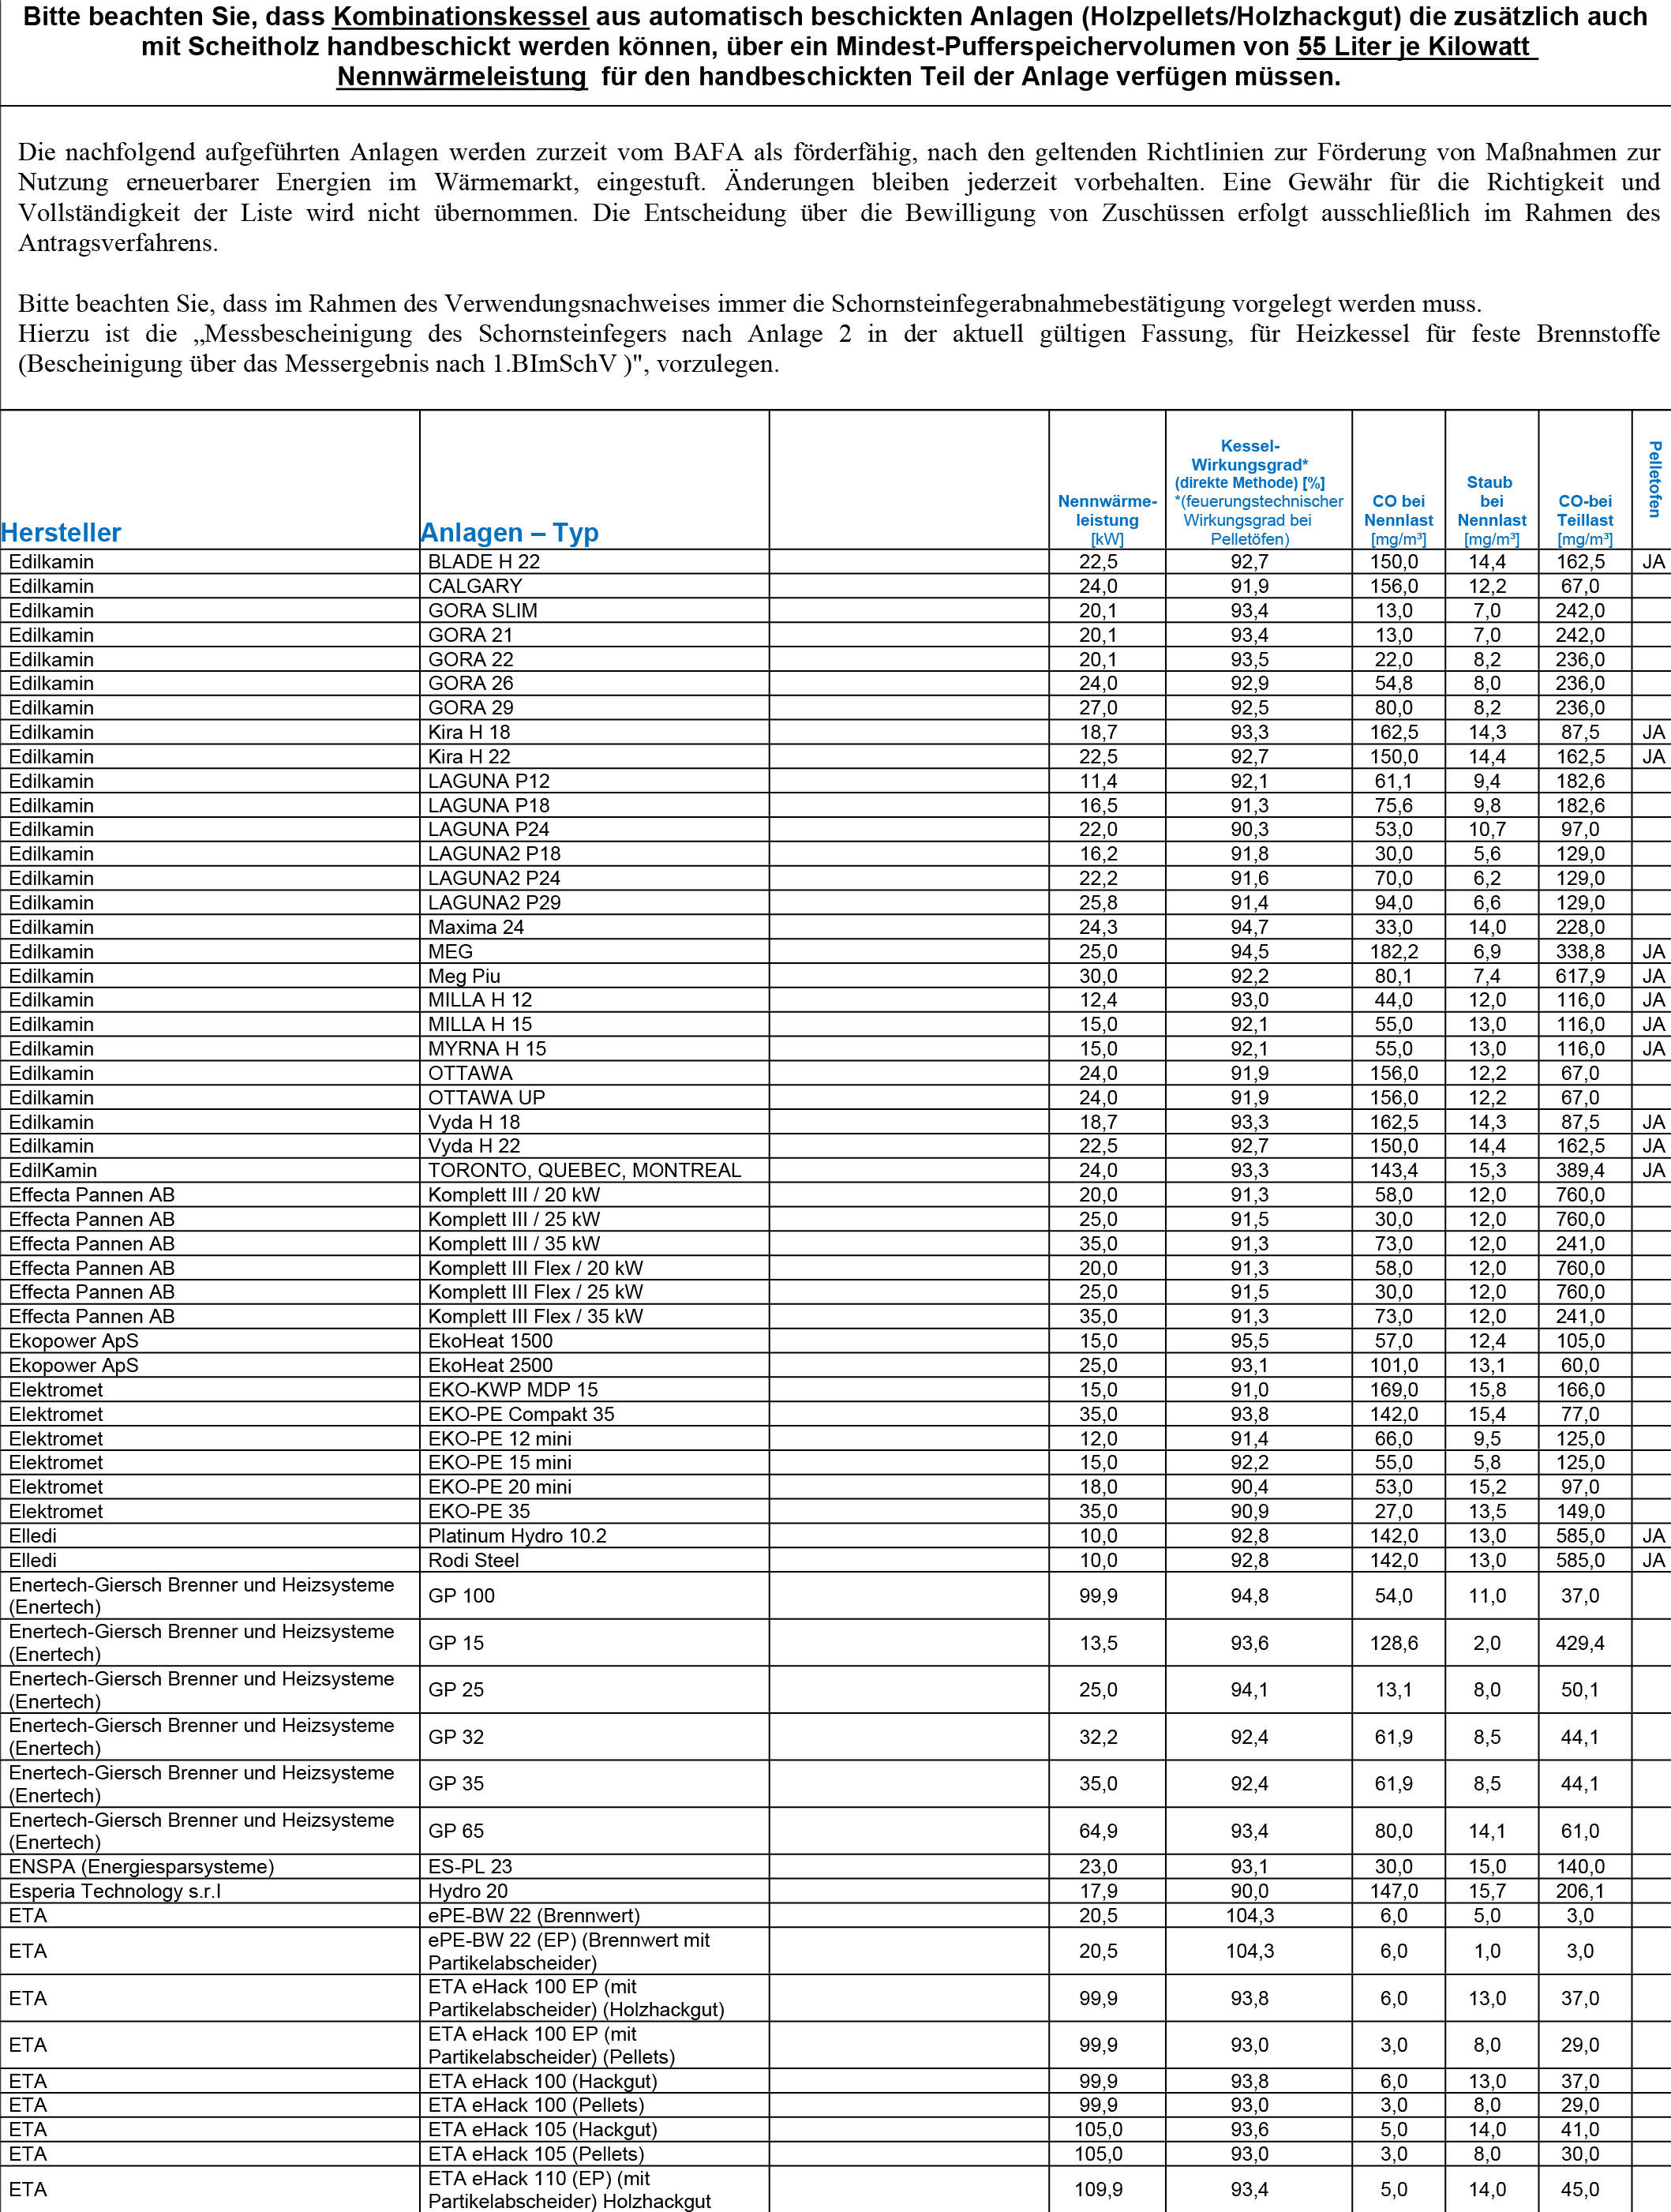 Bitte beachten Sie, dass Kombinationskessel aus automatisch beschickten Anlagen (Holzpellets/Holzhackgut) die zusätzlich auch
mit Scheitholz handbeschickt werden können, über ein Mindest-Pufferspeichervolumen von 55 Liter je Kilowatt
Nennwärmeleistung für den handbeschickten Teil der Anlage verfügen müssen.
Die nachfolgend aufgeführten Anlagen werden zurzeit vom BAFA als förderfähig, nach den geltenden Richtlinien zur Förderung von Maßnahmen zur
Nutzung erneuerbarer Energien im Wärmemarkt, eingestuft. Änderungen bleiben jederzeit vorbehalten. Eine Gewähr für die Richtigkeit und
Vollständigkeit der Liste wird nicht übernommen. Die Entscheidung über die Bewilligung von Zuschüssen erfolgt ausschließlich im Rahmen des
Antragsverfahrens.
Bitte beachten Sie, dass im Rahmen des Verwendungsnachweises immer die Schornsteinfegerabnahmebestätigung vorgelegt werden muss.
Hierzu ist die „Messbescheinigung des Schornsteinfegers nach Anlage 2 in der aktuell gültigen Fassung, für Heizkessel für feste Brennstoffe
(Bescheinigung über das Messergebnis nach 1.BImSchV )", vorzulegen.
Hersteller
Anlagen – Typ
Nennwärme-
leistung
[kW]
Kessel-
Wirkungsgrad*
(direkte Methode) [%]
*(feuerungstechnischer
Wirkungsgrad bei
Pelletöfen)
CO bei
Nennlast
[mg/m³]
Staub
bei
Nennlast
[mg/m³]
CO-bei
Teillast
[mg/m³]
Pelletofen
Edilkamin BLADE H 22 22,5 92,7 150,0 14,4 162,5 JA
Edilkamin CALGARY 24,0 91,9 156,0 12,2 67,0
Edilkamin GORA SLIM 20,1 93,4 13,0 7,0 242,0
Edilkamin GORA 21 20,1 93,4 13,0 7,0 242,0
Edilkamin GORA 22 20,1 93,5 22,0 8,2 236,0
Edilkamin GORA 26 24,0 92,9 54,8 8,0 236,0
Edilkamin GORA 29 27,0 92,5 80,0 8,2 236,0
Edilkamin Kira H 18 18,7 93,3 162,5 14,3 87,5 JA
Edilkamin Kira H 22 22,5 92,7 150,0 14,4 162,5 JA
Edilkamin LAGUNA P12 11,4 92,1 61,1 9,4 182,6
Edilkamin LAGUNA P18 16,5 91,3 75,6 9,8 182,6
Edilkamin LAGUNA P24 22,0 90,3 53,0 10,7 97,0
Edilkamin LAGUNA2 P18 16,2 91,8 30,0 5,6 129,0
Edilkamin LAGUNA2 P24 22,2 91,6 70,0 6,2 129,0
Edilkamin LAGUNA2 P29 25,8 91,4 94,0 6,6 129,0
Edilkamin Maxima 24 24,3 94,7 33,0 14,0 228,0
Edilkamin MEG 25,0 94,5 182,2 6,9 338,8 JA
Edilkamin Meg Piu 30,0 92,2 80,1 7,4 617,9 JA
Edilkamin MILLA H 12 12,4 93,0 44,0 12,0 116,0 JA
Edilkamin MILLA H 15 15,0 92,1 55,0 13,0 116,0 JA
Edilkamin MYRNA H 15 15,0 92,1 55,0 13,0 116,0 JA
Edilkamin OTTAWA 24,0 91,9 156,0 12,2 67,0
Edilkamin OTTAWA UP 24,0 91,9 156,0 12,2 67,0
Edilkamin Vyda H 18 18,7 93,3 162,5 14,3 87,5 JA
Edilkamin Vyda H 22 22,5 92,7 150,0 14,4 162,5 JA
EdilKamin TORONTO, QUEBEC, MONTREAL 24,0 93,3 143,4 15,3 389,4 JA
Effecta Pannen AB Komplett III / 20 kW 20,0 91,3 58,0 12,0 760,0
Effecta Pannen AB Komplett III / 25 kW 25,0 91,5 30,0 12,0 760,0
Effecta Pannen AB Komplett III / 35 kW 35,0 91,3 73,0 12,0 241,0
Effecta Pannen AB Komplett III Flex / 20 kW 20,0 91,3 58,0 12,0 760,0
Effecta Pannen AB Komplett III Flex / 25 kW 25,0 91,5 30,0 12,0 760,0
Effecta Pannen AB Komplett III Flex / 35 kW 35,0 91,3 73,0 12,0 241,0
Ekopower ApS EkoHeat 1500 15,0 95,5 57,0 12,4 105,0
Ekopower ApS EkoHeat 2500 25,0 93,1 101,0 13,1 60,0
Elektromet EKO-KWP MDP 15 15,0 91,0 169,0 15,8 166,0
Elektromet EKO-PE Compakt 35 35,0 93,8 142,0 15,4 77,0
Elektromet EKO-PE 12 mini 12,0 91,4 66,0 9,5 125,0
Elektromet EKO-PE 15 mini 15,0 92,2 55,0 5,8 125,0
Elektromet EKO-PE 20 mini 18,0 90,4 53,0 15,2 97,0
Elektromet EKO-PE 35 35,0 90,9 27,0 13,5 149,0
Elledi Platinum Hydro 10.2 10,0 92,8 142,0 13,0 585,0 JA
Elledi Rodi Steel 10,0 92,8 142,0 13,0 585,0 JA
Enertech-Giersch Brenner und Heizsysteme
(Enertech) GP 100 99,9 94,8 54,0 11,0 37,0
Enertech-Giersch Brenner und Heizsysteme
(Enertech) GP 15 13,5 93,6 128,6 2,0 429,4
Enertech-Giersch Brenner und Heizsysteme
(Enertech) GP 25 25,0 94,1 13,1 8,0 50,1
Enertech-Giersch Brenner und Heizsysteme
(Enertech) GP 32 32,2 92,4 61,9 8,5 44,1
Enertech-Giersch Brenner und Heizsysteme
(Enertech) GP 35 35,0 92,4 61,9 8,5 44,1
Enertech-Giersch Brenner und Heizsysteme
(Enertech) GP 65 64,9 93,4 80,0 14,1 61,0
ENSPA (Energiesparsysteme) ES-PL 23 23,0 93,1 30,0 15,0 140,0
Esperia Technology s.r.l Hydro 20 17,9 90,0 147,0 15,7 206,1
ETA ePE-BW 22 (Brennwert) 20,5 104,3 6,0 5,0 3,0
ETA ePE-BW 22 (EP) (Brennwert mit
Partikelabscheider) 20,5 104,3 6,0 1,0 3,0
ETA ETA eHack 100 EP (mit
Partikelabscheider) (Holzhackgut) 99,9 93,8 6,0 13,0 37,0
ETA ETA eHack 100 EP (mit
Partikelabscheider) (Pellets) 99,9 93,0 3,0 8,0 29,0
ETA ETA eHack 100 (Hackgut) 99,9 93,8 6,0 13,0 37,0
ETA ETA eHack 100 (Pellets) 99,9 93,0 3,0 8,0 29,0
ETA ETA eHack 105 (Hackgut) 105,0 93,6 5,0 14,0 41,0
ETA ETA eHack 105 (Pellets) 105,0 93,0 3,0 8,0 30,0
ETA ETA eHack 110 (EP) (mit
Partikelabscheider) Holzhackgut 109,9 93,4 5,0 14,0 45,0